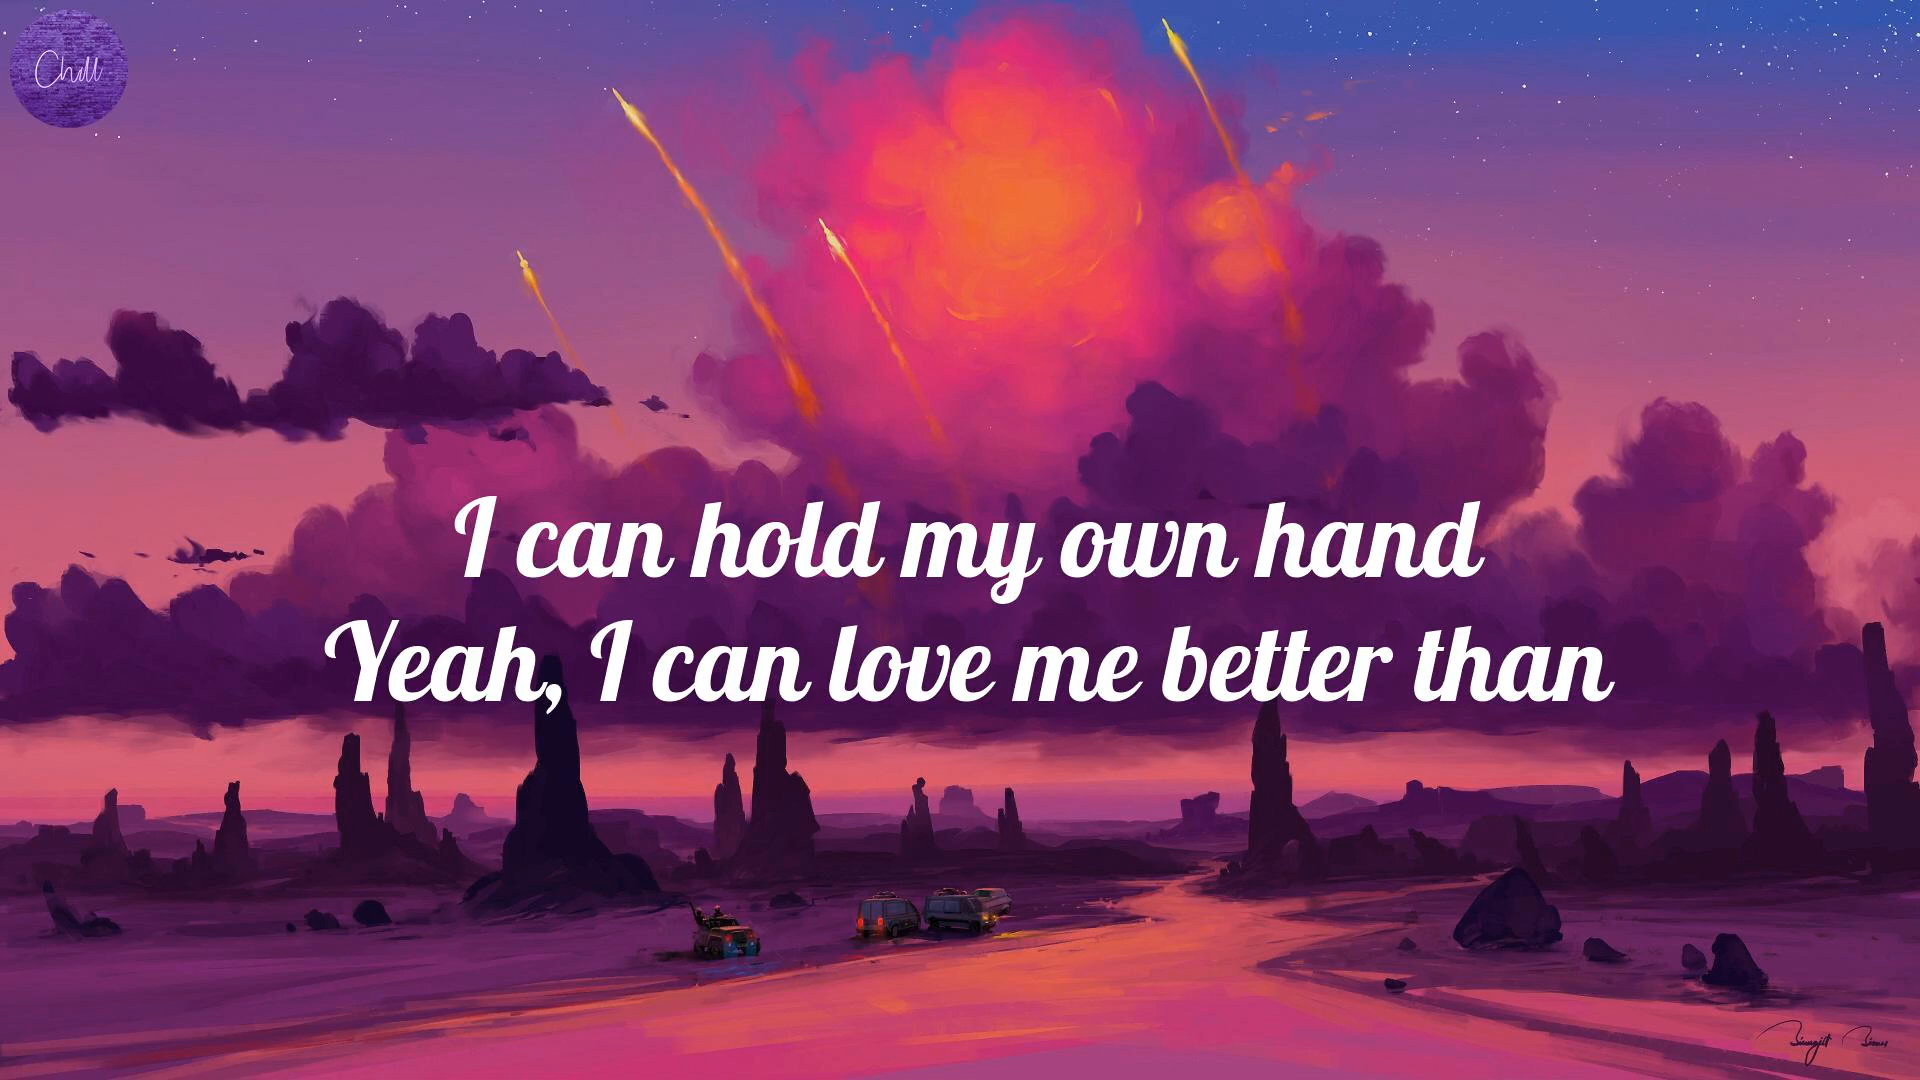 Chill
I can hold my own hand
Yeah, I can love me better than